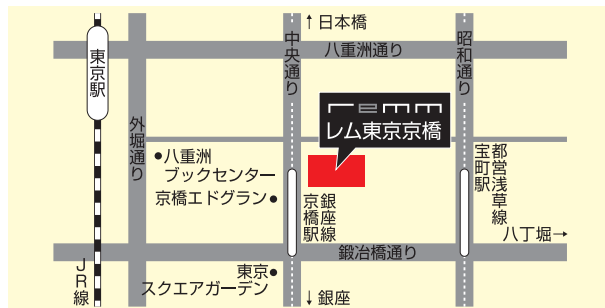 ↑日本橋
東京駅
中央通り
八重洲通り
昭和通り
remm
レム東京京橋
外堀通り
●八重洲
ブックセンター
京橋エドグラン●
銀座線
京橋駅
都営浅草線
宝町駅
八丁堀→
鍛冶橋通り
JR線
東京●
スクエアガーデン
↓銀座